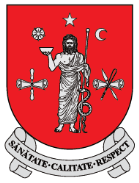 SĂNĂTATE · CALITATE · RESPECT